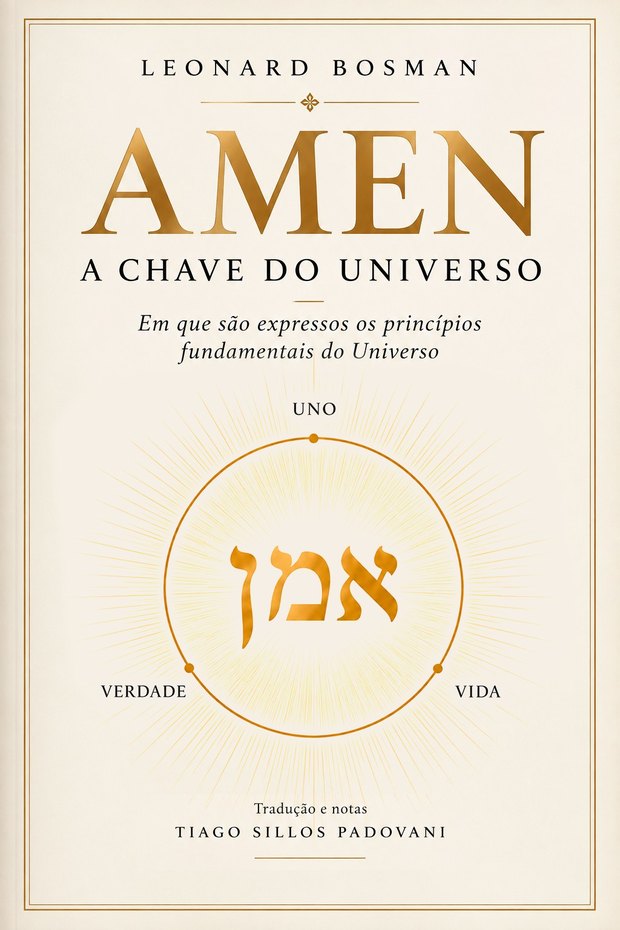 LEONARD BOSMAN
AMEN
A CHAVE DO UNIVERSO
Em que são expressos os princípios
fundamentais do Universo
UNO
אמן
VERDADE
VIDA
Tradução e notas
TIAGO SILLOS PADOVANI